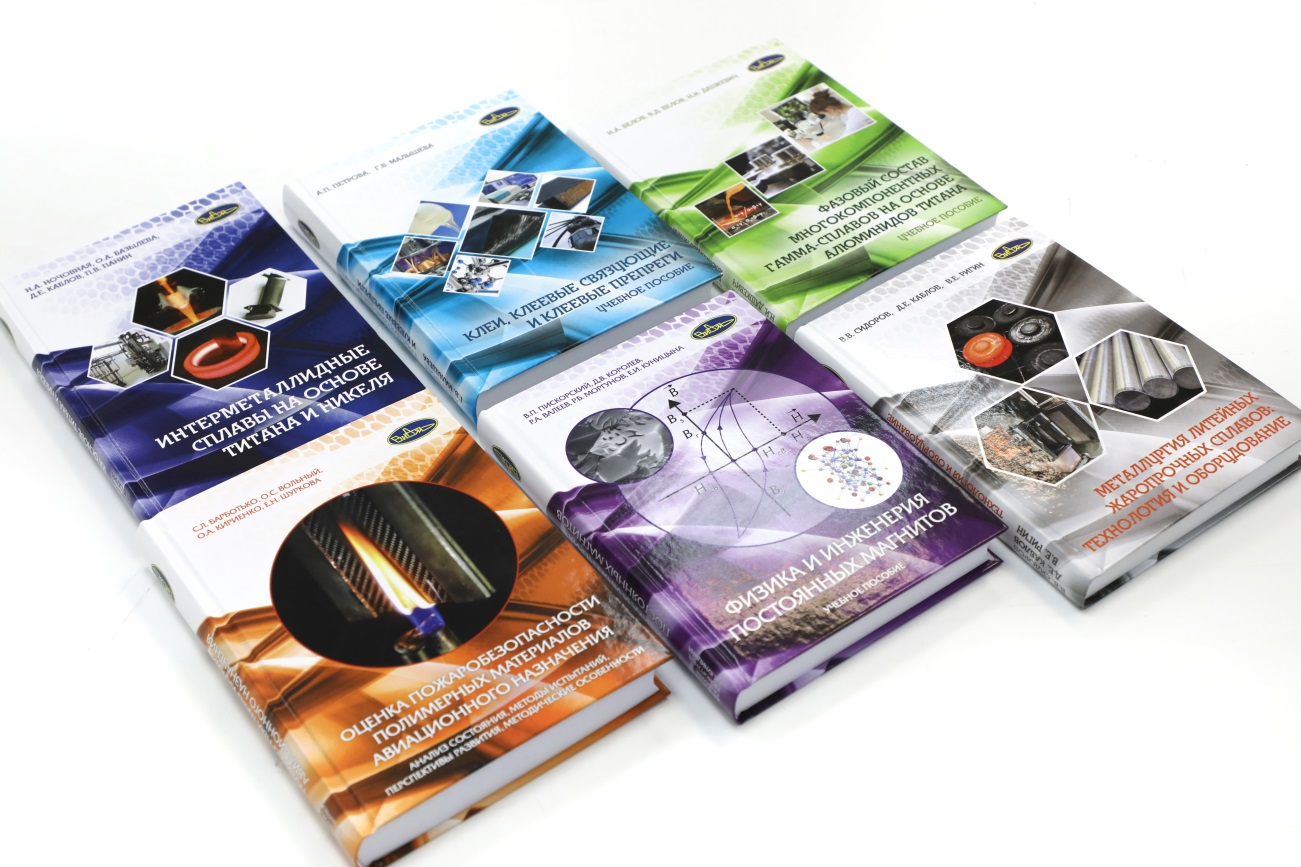 Н.А. НОЧОВНАЯ, О.А. БАЗЫЛЕВА,
Д.Е. КАБЛОВ, П.В. ПАНИН
ИНТЕРМЕТАЛЛИДНЫЕ
СПЛАВЫ НА ОСНОВЕ
ТИТАНА И НИКЕЛЯ
А.П. ПЕТРОВА, Г.В. МАЛЫШЕВА
КЛЕИ, КЛЕЕВЫЕ СВЯЗУЮЩИЕ
И КЛЕЕВЫЕ ПРЕПРЕГИ
УЧЕБНОЕ ПОСОБИЕ
Н.А. БЕЛОВ, В.Д. БЕЛОВ, Н.И. ДАШКЕВИЧ
ФАЗОВЫЙ СОСТАВ
МНОГОКОМПОНЕНТНЫХ
ГАММА-СПЛАВОВ НА ОСНОВЕ
АЛЮМИНИДОВ ТИТАНА
УЧЕБНОЕ ПОСОБИЕ
С.Л. БАРБОТЬКО, О.С. ВОЛЬНЫЙ,
О.А. КИРИЕНКО, Е.Н. ШУРКОВА
ОЦЕНКА ПОЖАРОБЕЗОПАСНОСТИ
ПОЛИМЕРНЫХ МАТЕРИАЛОВ
АВИАЦИОННОГО НАЗНАЧЕНИЯ
АНАЛИЗ СОСТОЯНИЯ, МЕТОДЫ ИСПЫТАНИЙ,
ПЕРСПЕКТИВЫ РАЗВИТИЯ, МЕТОДИЧЕСКИЕ ОСОБЕННОСТИ
В.П. ПИСКОРСКИЙ, Д.В. КОРОЛЕВ,
Р.А. ВАЛЕЕВ, Р.Б. МОРГУНОВ, Е.И. КУНИЦЫНА
ФИЗИКА И ИНЖЕНЕРИЯ
ПОСТОЯННЫХ МАГНИТОВ
УЧЕБНОЕ ПОСОБИЕ
В.В. СИДОРОВ, Д.Е. КАБЛОВ, В.Е. РИГИН
МЕТАЛЛУРГИЯ ЛИТЕЙНЫХ
ЖАРОПРОЧНЫХ СПЛАВОВ:
ТЕХНОЛОГИЯ И ОБОРУДОВАНИЕ